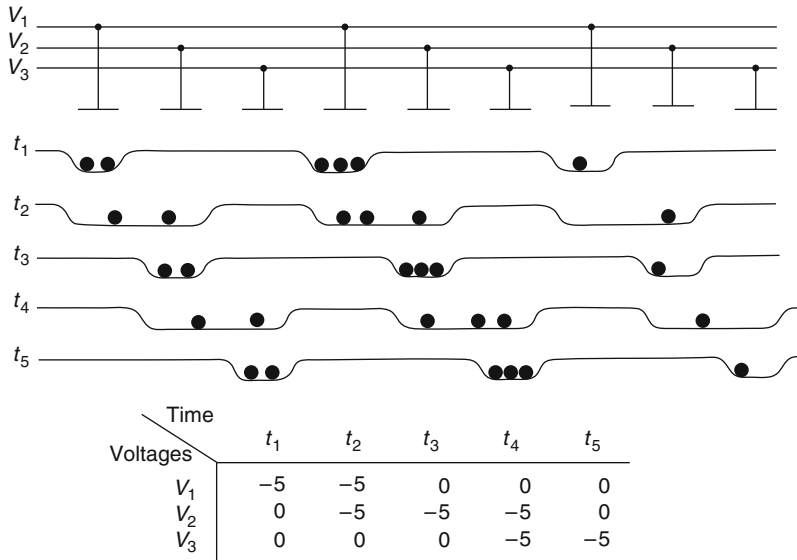 V1
V2
V3
t1
t2
t3
t4
t5
Time
Voltages
t1 t2 t3 t4 t5
V1 −5 −5 0 0 0
V2 0 −5 −5 −5 0
V3 0 0 0 −5 −5